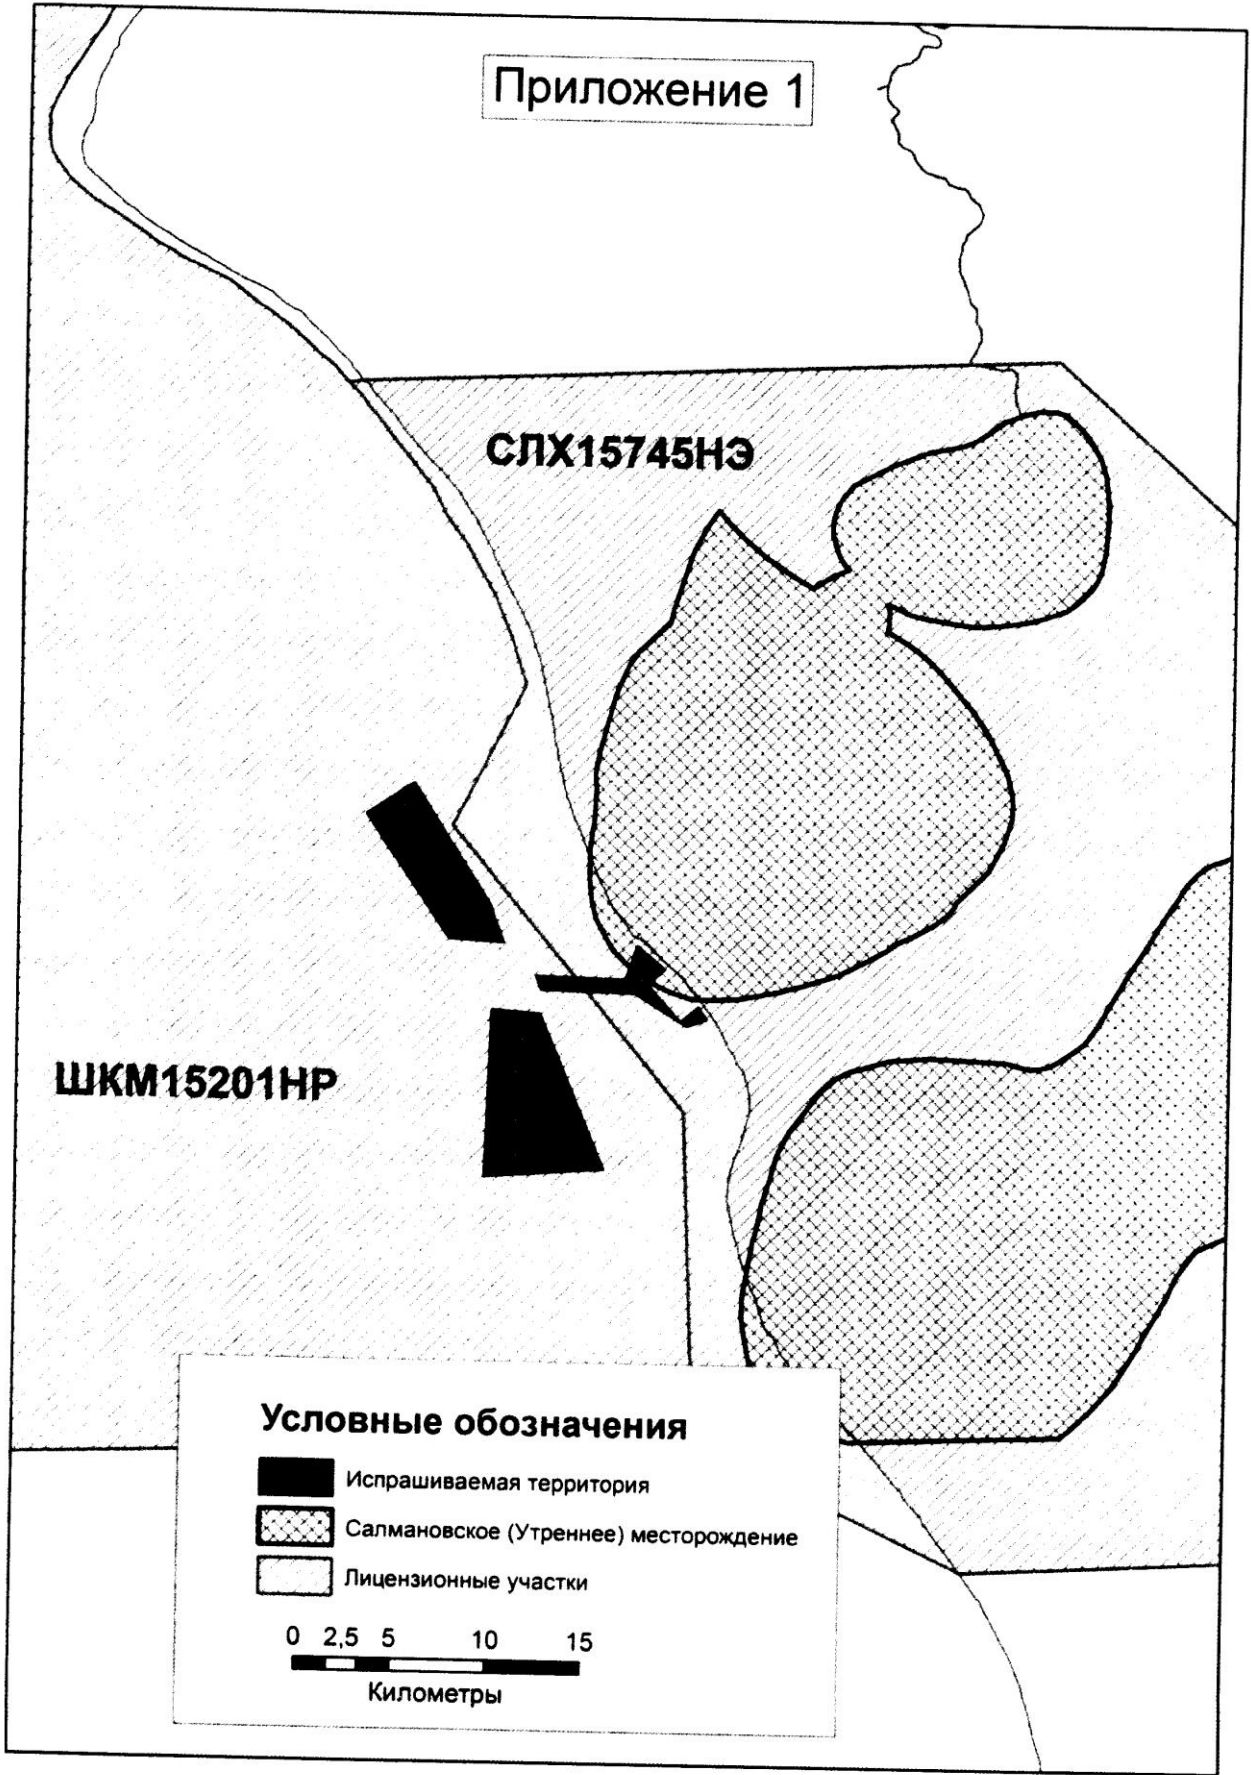 Приложение 1
СЛХ15745НЭ
ШКМ15201НР
Условные обозначения
Испрашиваемая территория
Салмановское (Утреннее) месторождение
Лицензионные участки
0 2,5 5 10 15
Километры